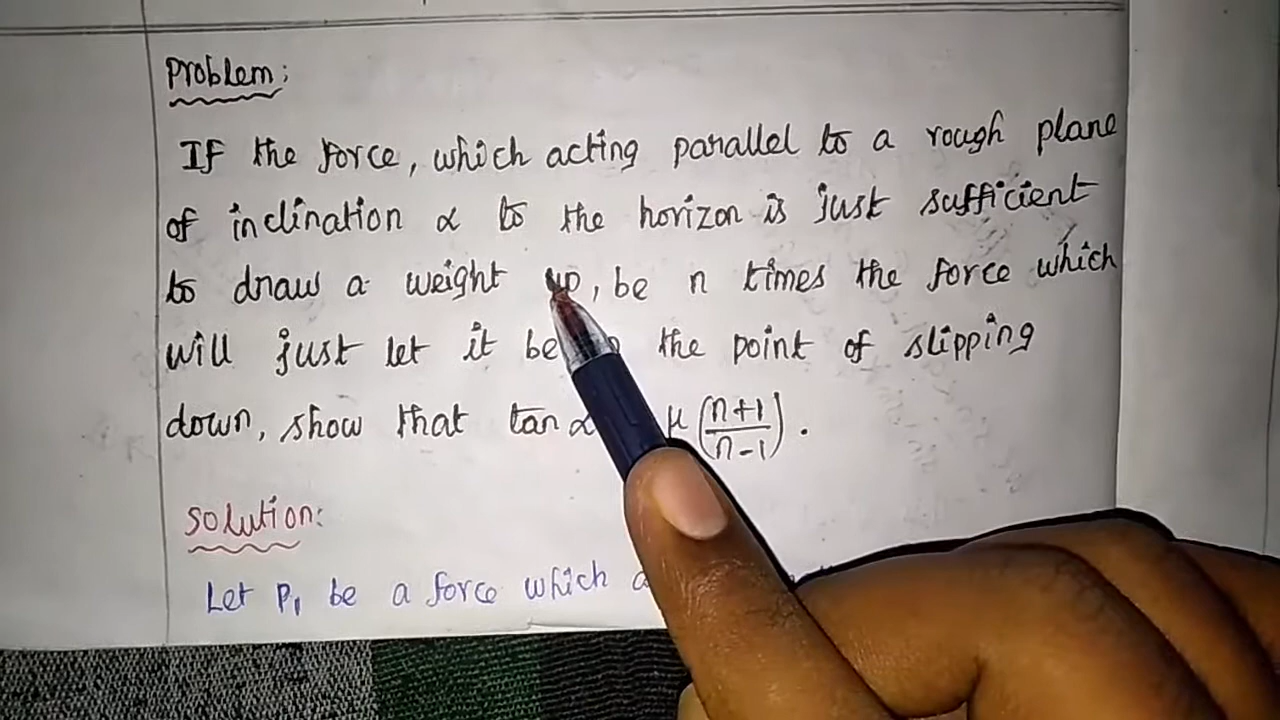 Problem:
If the force, which acting parallel to a rough plane
of inclination α to the horizon is just sufficient
to draw a weight up, be n times the force which
will just let it be the point of slipping
down, show that tan α μ (n+1/n-1).
Solution:
Let P₁ be a force which